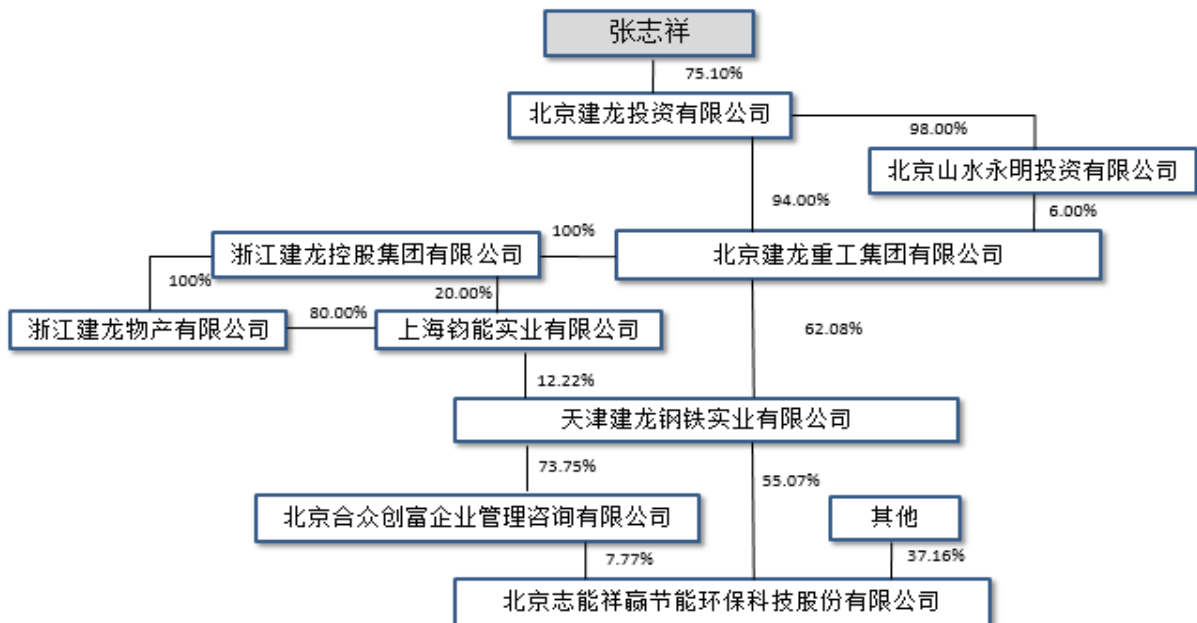 张志祥
75.10%
北京建龙投资有限公司
98.00%
北京山水永明投资有限公司
94.00%
6.00%
浙江建龙控股集团有限公司
100%
北京建龙重工集团有限公司
100%
20.00%
浙江建龙物产有限公司
80.00%
上海钧能实业有限公司
62.08%
12.22%
天津建龙钢铁实业有限公司
73.75%
55.07%
北京合众创富企业管理咨询有限公司
其他
7.77%
37.16%
北京志能祥赢节能环保科技股份有限公司